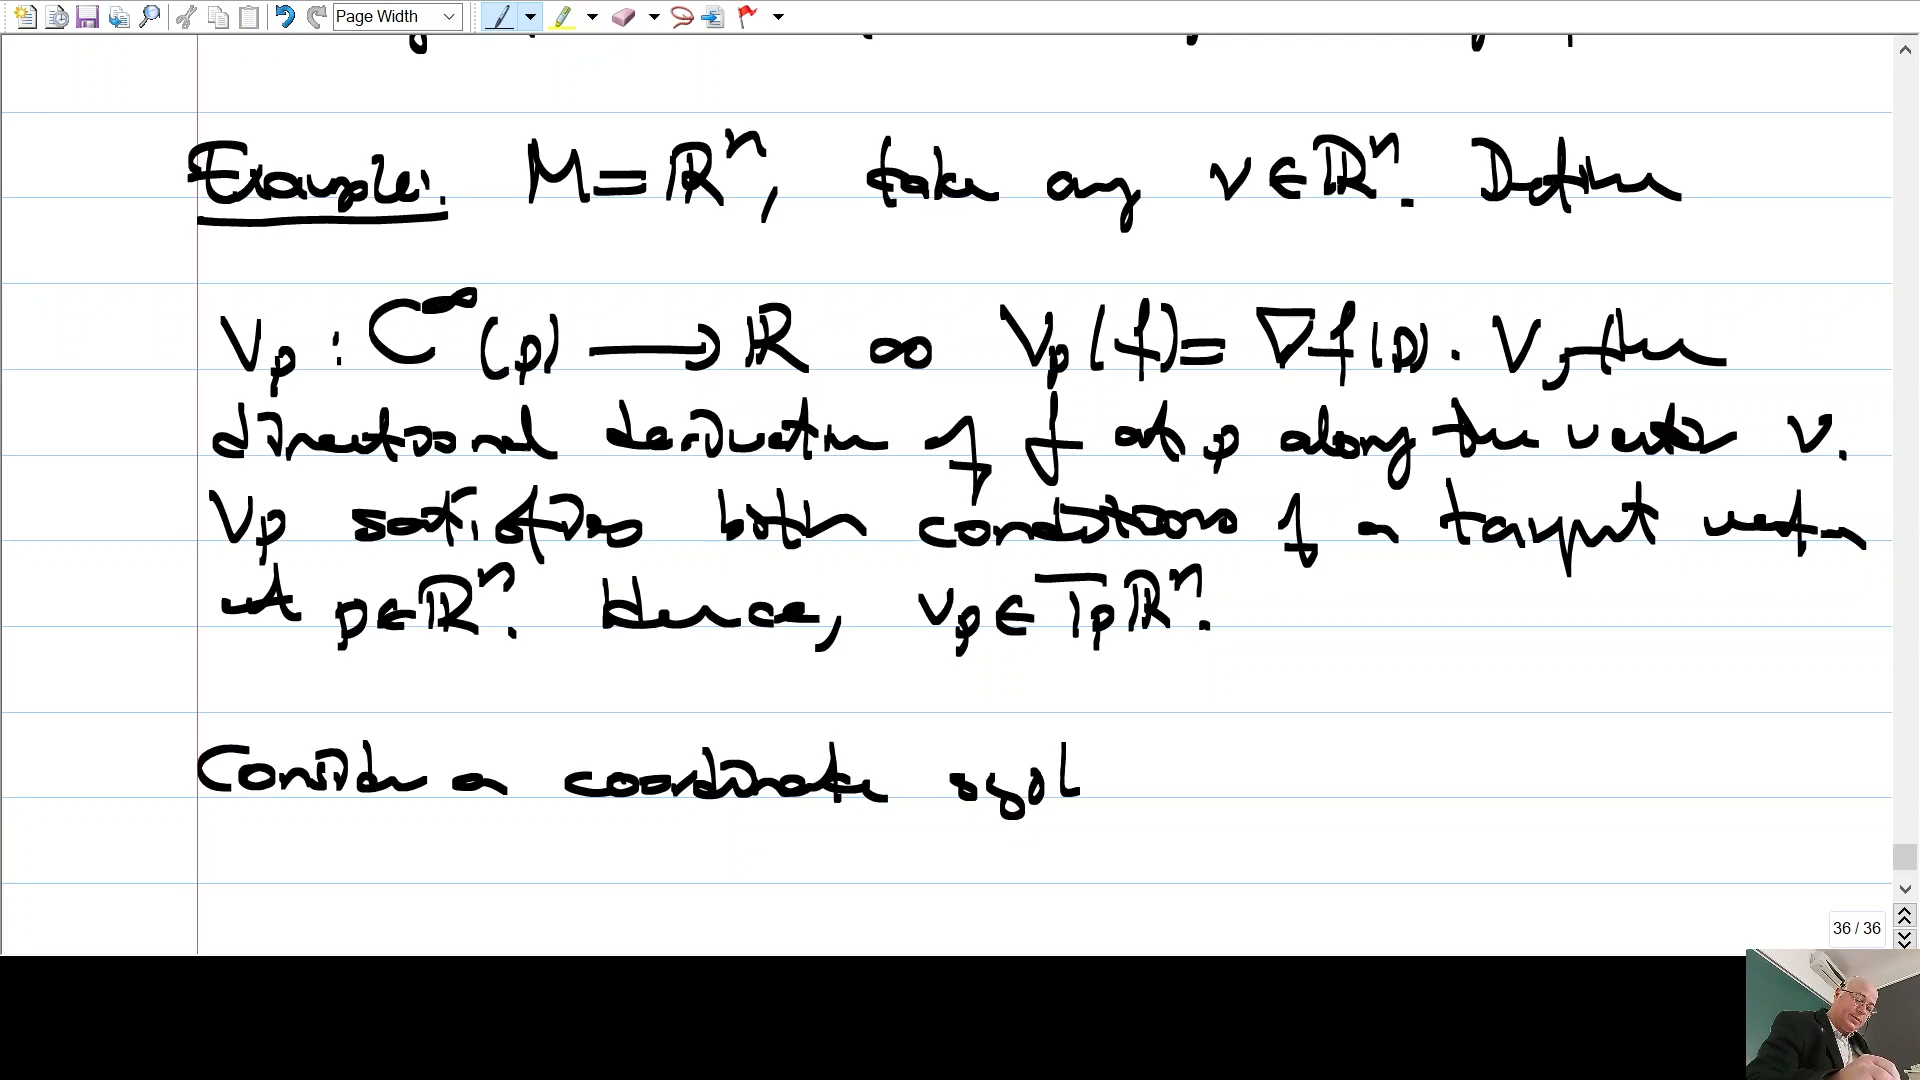 Page Width
Example: M = ℝⁿ, take any v ∈ ℝⁿ. Define
V_p : C^∞(p) → ℝ as V_p(f) = ∇f(p) · V, the
directional derivative of f at p along the vector v.
V_p satisfies both conditions of a tangent vector
at p ∈ ℝⁿ. Hence, v_p ∈ T_pℝⁿ.
Consider a coordinate
36 / 36